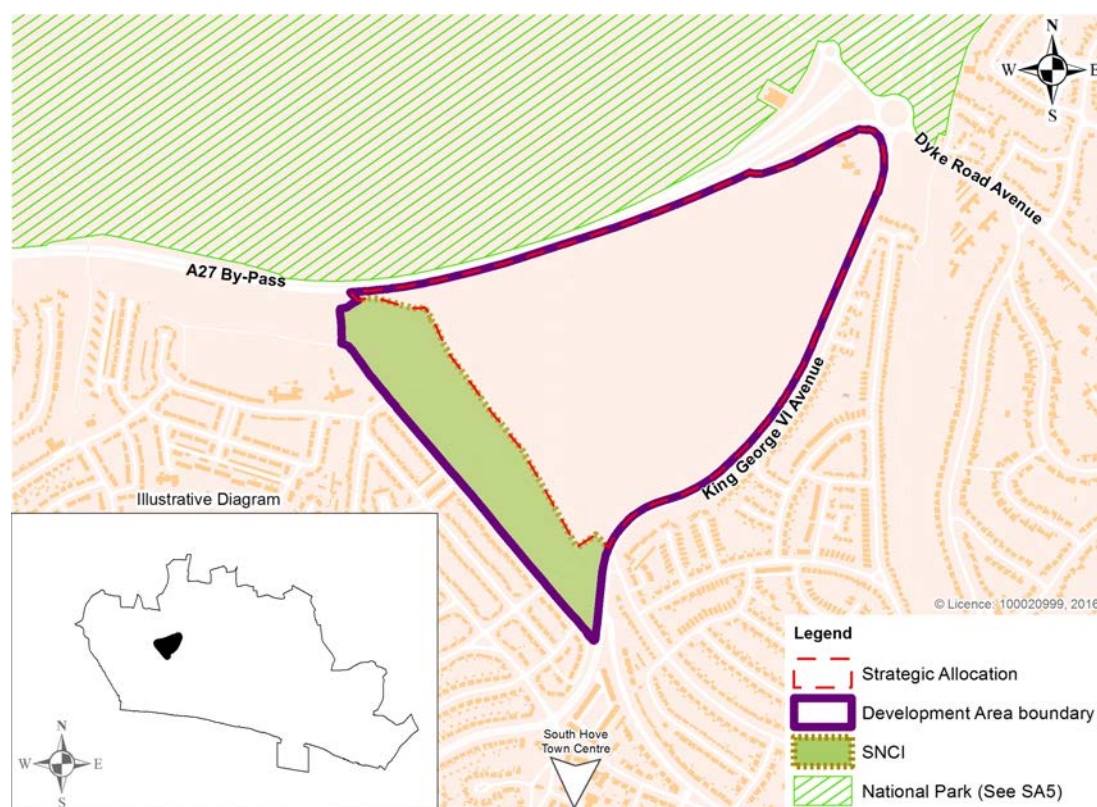 N
W E
S
Dyke Road Avenue
A27 By-Pass
King George VI Avenue
Illustrative Diagram
© Licence: 100020999, 2016
Legend
Strategic Allocation
Development Area boundary
SNCI
National Park (See SA5)
South Hove
Town Centre
N
W E
S